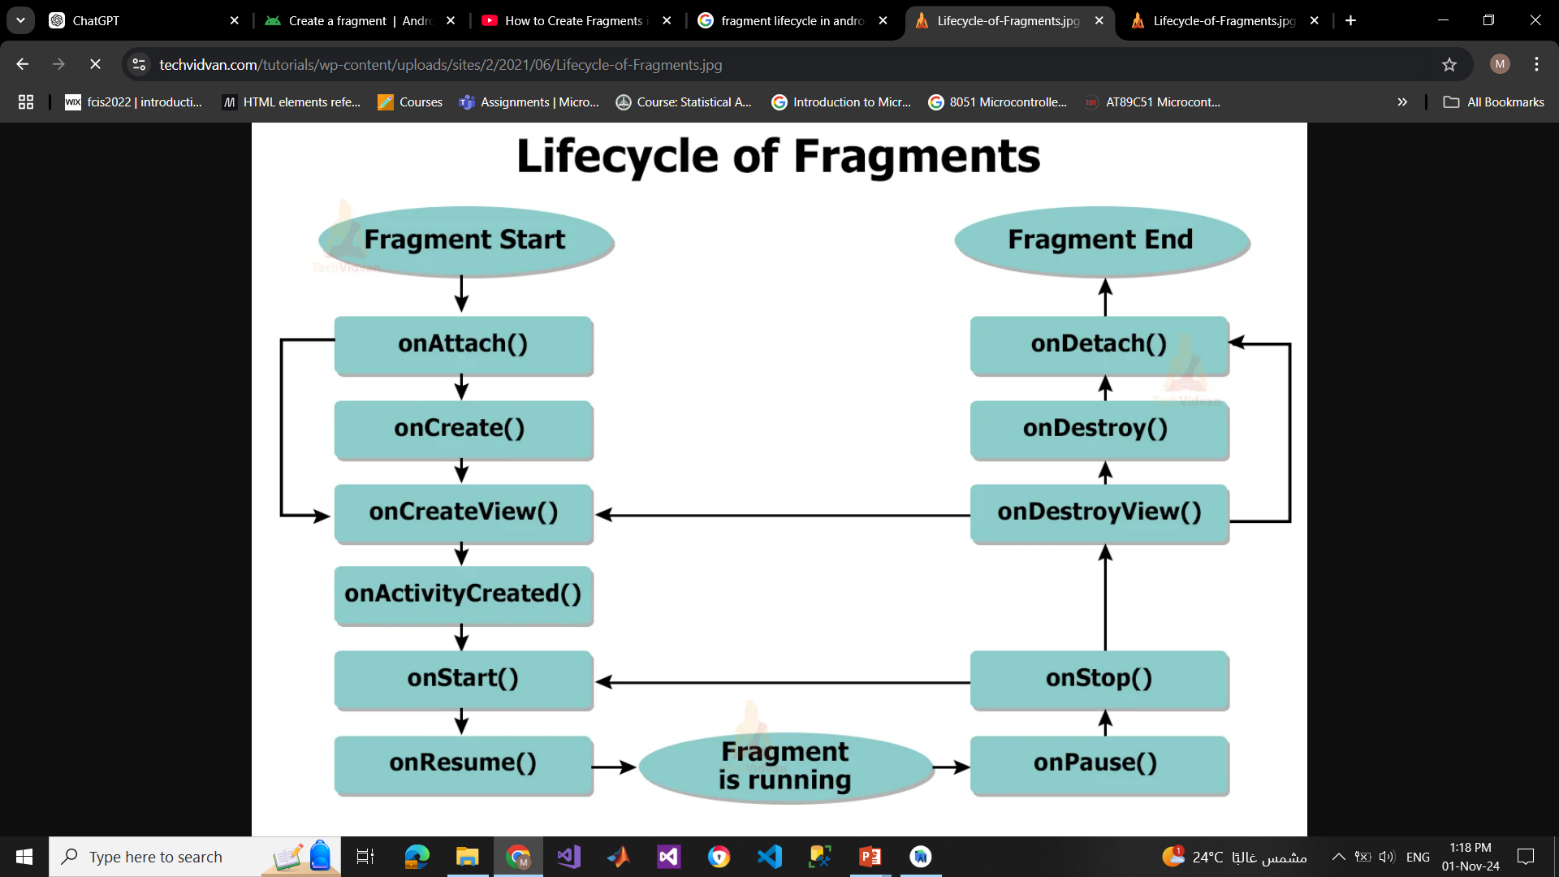 ChatGPT
Create a fragment | Andr
How to Create Fragments i
fragment lifecycle in andro
Lifecycle-of-Fragments.jpg
Lifecycle-of-Fragments.jpg
techvidvan.com/tutorials/wp-content/uploads/sites/2/2021/06/Lifecycle-of-Fragments.jpg
M
WiX fcis2022 | introducti...
HTML elements refe...
Courses
Assignments | Micro...
Course: Statistical A...
Introduction to Micr...
8051 Microcontrolle...
AT89C51 Microcont...
All Bookmarks
Lifecycle of Fragments
Fragment Start
TechVidvan
onAttach()
onCreate()
onCreateView()
onActivityCreated()
onStart()
onResume()
Fragment
is running
Fragment End
onDetach()
TechVidvan
onDestroy()
onDestroyView()
onStop()
onPause()
Type here to search
1
24°C مشمس غالبًا
ENG
1:18 PM
01-Nov-24